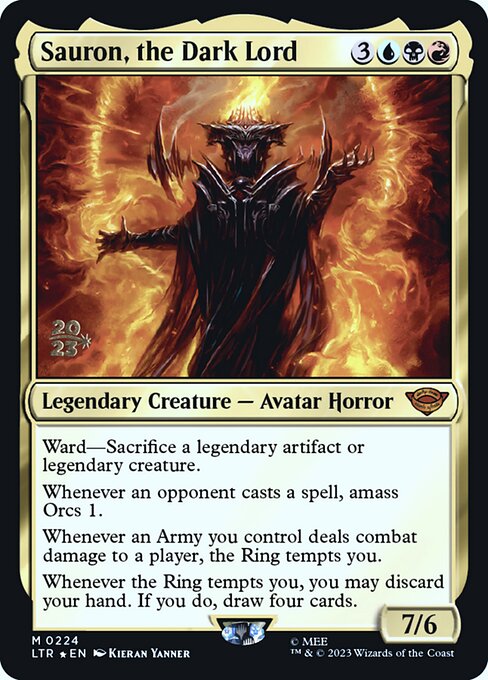 Sauron, the Dark Lord 3
20
23
Legendary Creature — Avatar Horror
Ward—Sacrifice a legendary artifact or
legendary creature.
Whenever an opponent casts a spell, amass
Orcs 1.
Whenever an Army you control deals combat
damage to a player, the Ring tempts you.
Whenever the Ring tempts you, you may discard
your hand. If you do, draw four cards.
7/6
M 0224
LTR ★ EN Kieran Yanner
© MEE
™ & © 2023 Wizards of the Coast